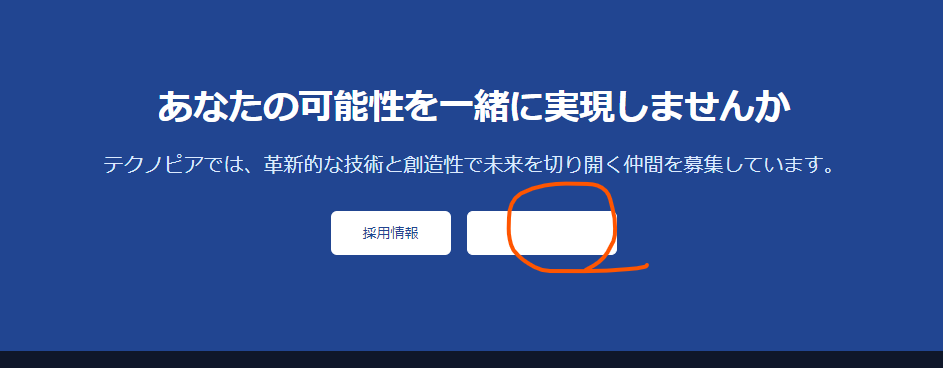 あなたの可能性を一緒に実現しませんか
テクノピアでは、革新的な技術と創造性で未来を切り開く仲間を募集しています。
採用情報